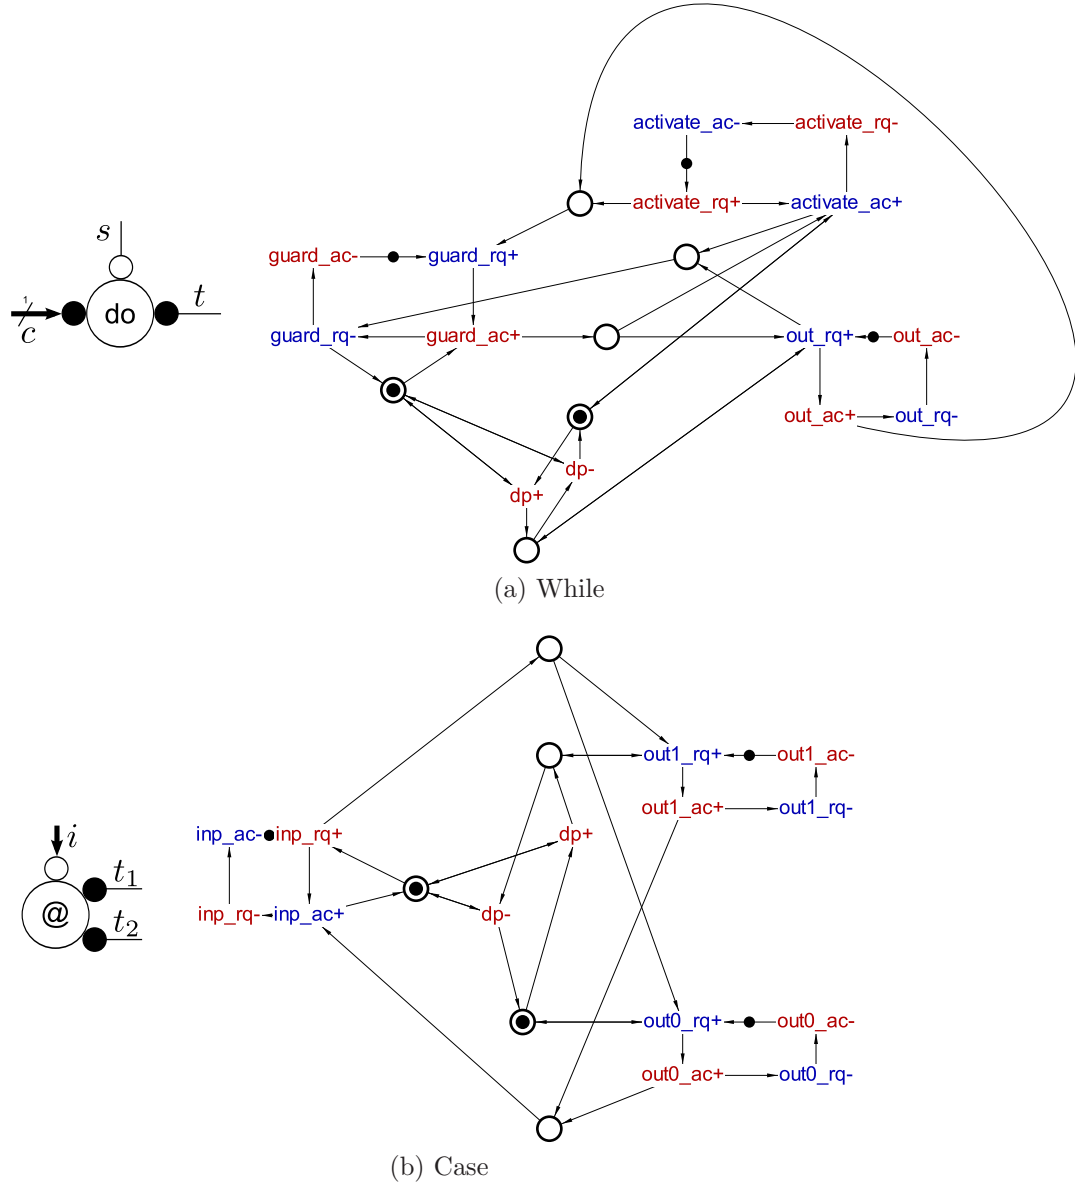 activate_ac- activate_rq-
s activate_rq+ activate_ac+
guard_ac- guard_rq+
1
c do t
guard_rq- guard_ac+ out_rq+ out_ac-
out_ac+ out_rq-
dp-
dp+
(a) While
out1_rq+ out1_ac-
out1_ac+ out1_rq-
i inp_ac- inp_rq+ dp+
t1
@ inp_rq- inp_ac+ dp-
t2
out0_rq+ out0_ac-
out0_ac+ out0_rq-
(b) Case